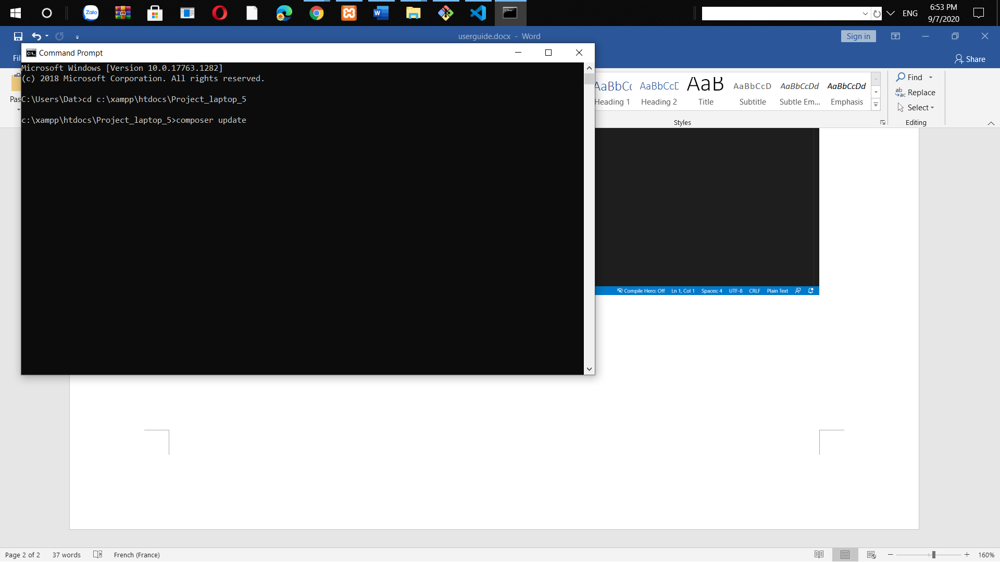 Zalo
ENG
6:53 PM
9/7/2020
userguide.docx - Word
Sign in
Command Prompt
Share
Microsoft Windows [Version 10.0.17763.1282]
(c) 2018 Microsoft Corporation. All rights reserved.
C:\Users\Dat>cd c:\xampp\htdocs\Project_laptop_5
c:\xampp\htdocs\Project_laptop_5>composer update
AaBbCc
AaBbCcD
AaB
AaBbCcD
AaBbCcDd
AaBbCcDd
Heading 1
Heading 2
Title
Subtitle
Subtle Em...
Emphasis
Styles
Find
Replace
Select
Editing
Compile Hero: Off
Ln 1, Col 1
Spaces: 4
UTF-8
CRLF
Plain Text
Page 2 of 2
37 words
French (France)
160%